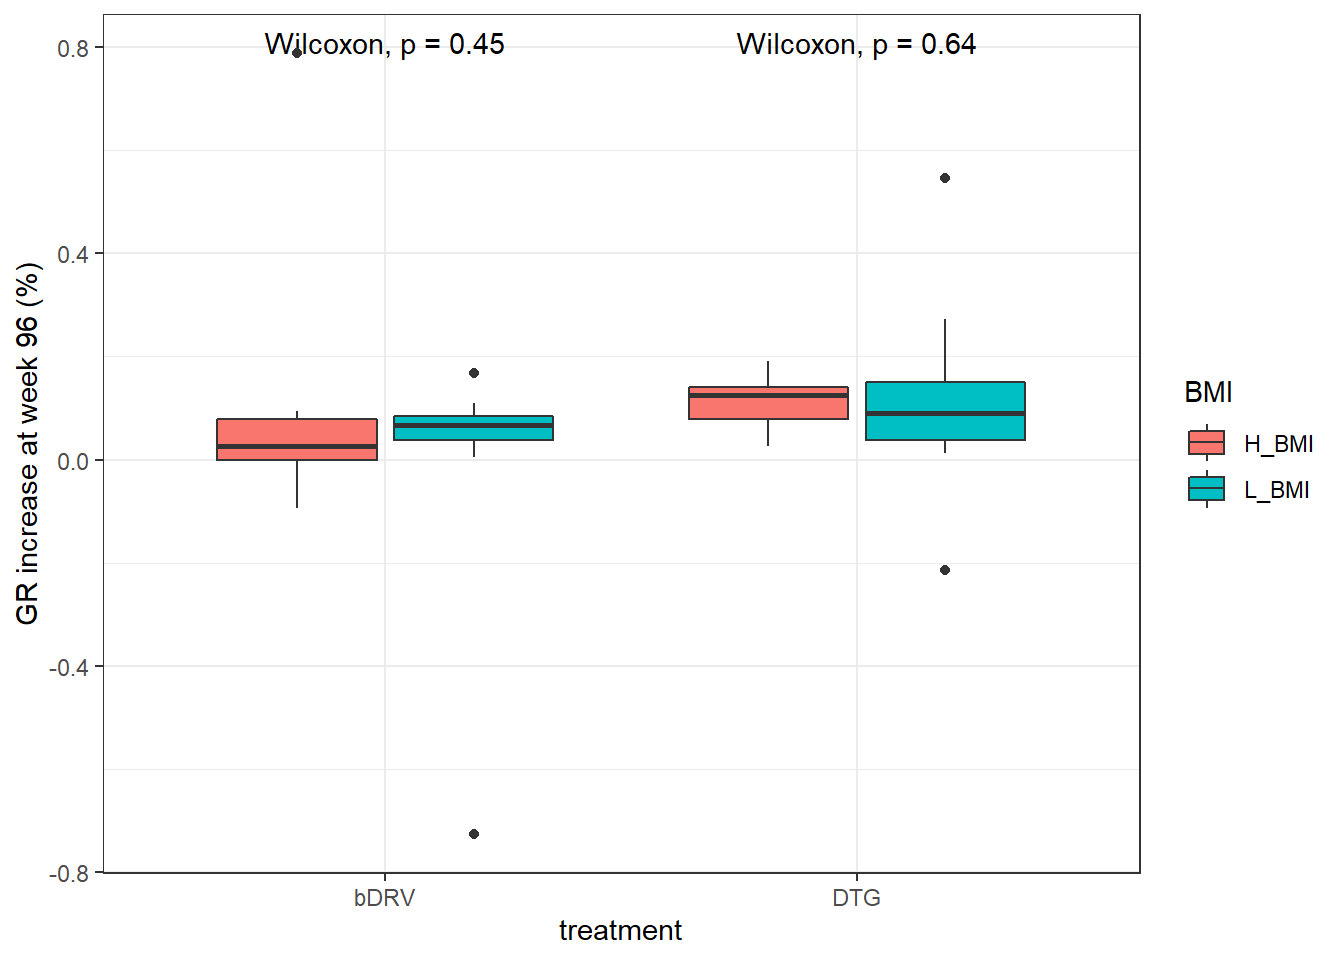 Wilcoxon, p = 0.45
Wilcoxon, p = 0.64
0.8
0.4
0.0
-0.4
-0.8
GR increase at week 96 (%)
bDRV
DTG
treatment
BMI
H_BMI
L_BMI